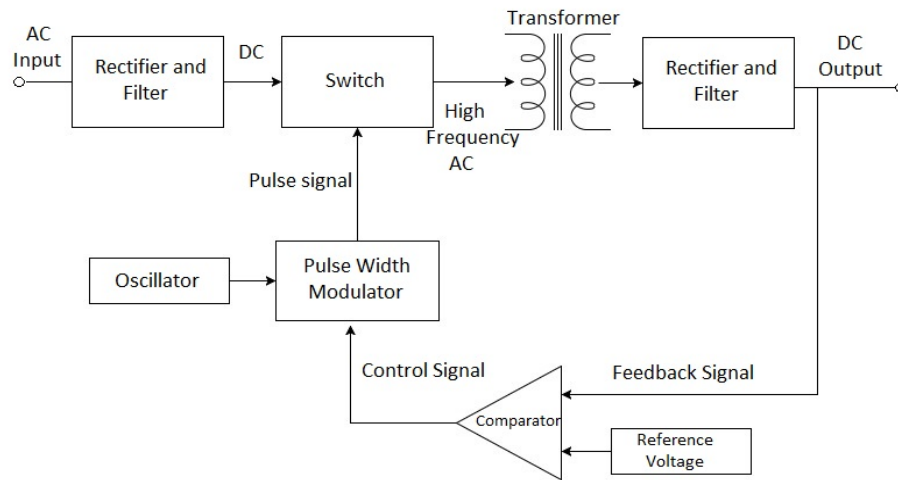 Transformer
AC
Input
Rectifier and
Filter
DC
Switch
High
Frequency
AC
Rectifier and
Filter
DC
Output
Pulse signal
Oscillator
Pulse Width
Modulator
Control Signal
Feedback Signal
Comparator
Reference
Voltage